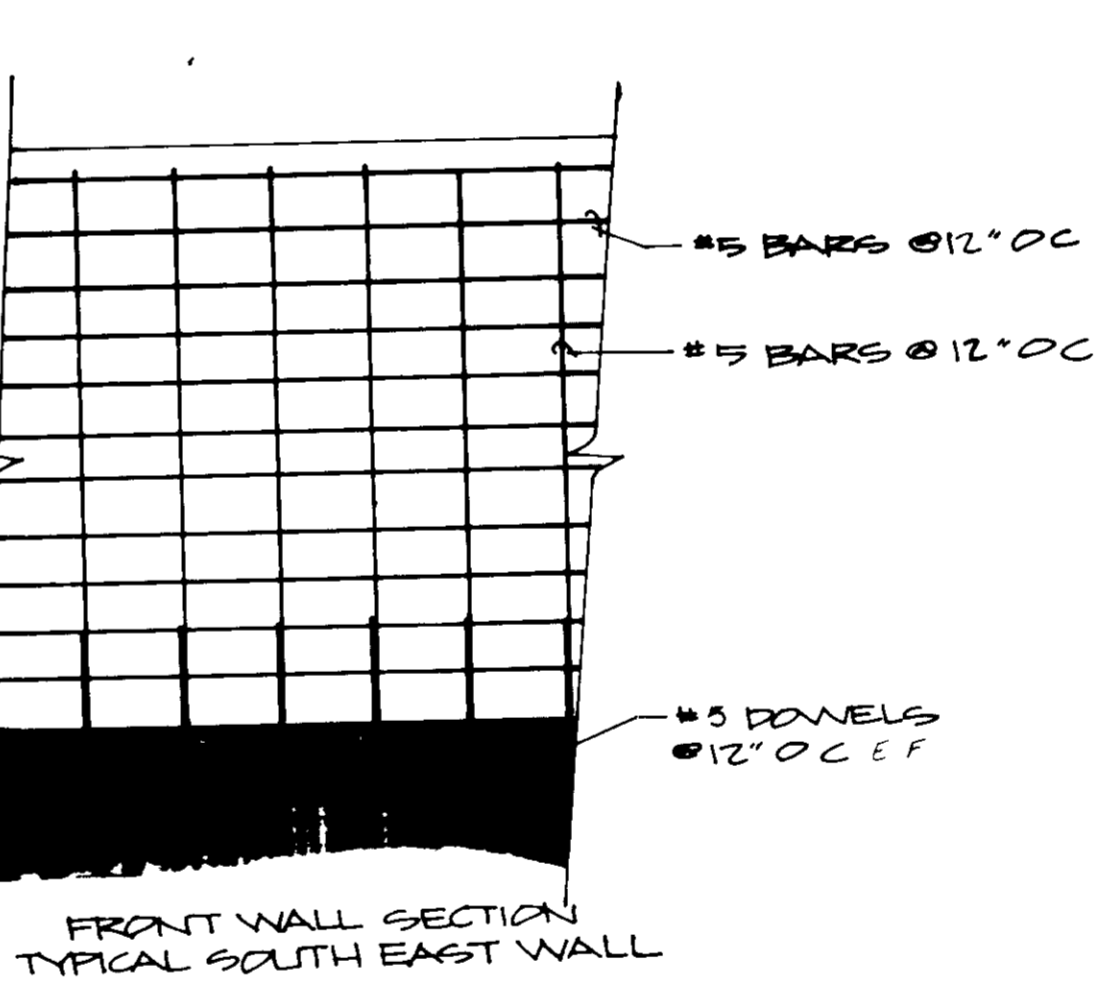 #5 BARS @12" OC
#5 BARS @ 12" OC
#5 DOWELS
@12" OC EF
FRONT WALL SECTION
TYPICAL SOUTH EAST WALL